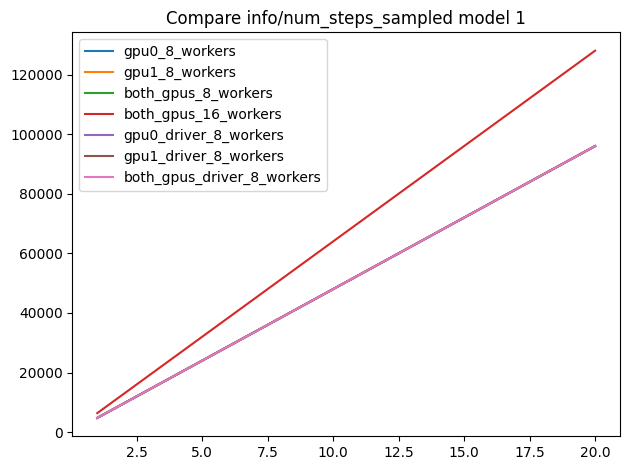 Compare info/num_steps_sampled model 1
gpu0_8_workers
gpu1_8_workers
both_gpus_8_workers
both_gpus_16_workers
gpu0_driver_8_workers
gpu1_driver_8_workers
both_gpus_driver_8_workers
120000
100000
80000
60000
40000
20000
0
2.5 5.0 7.5 10.0 12.5 15.0 17.5 20.0